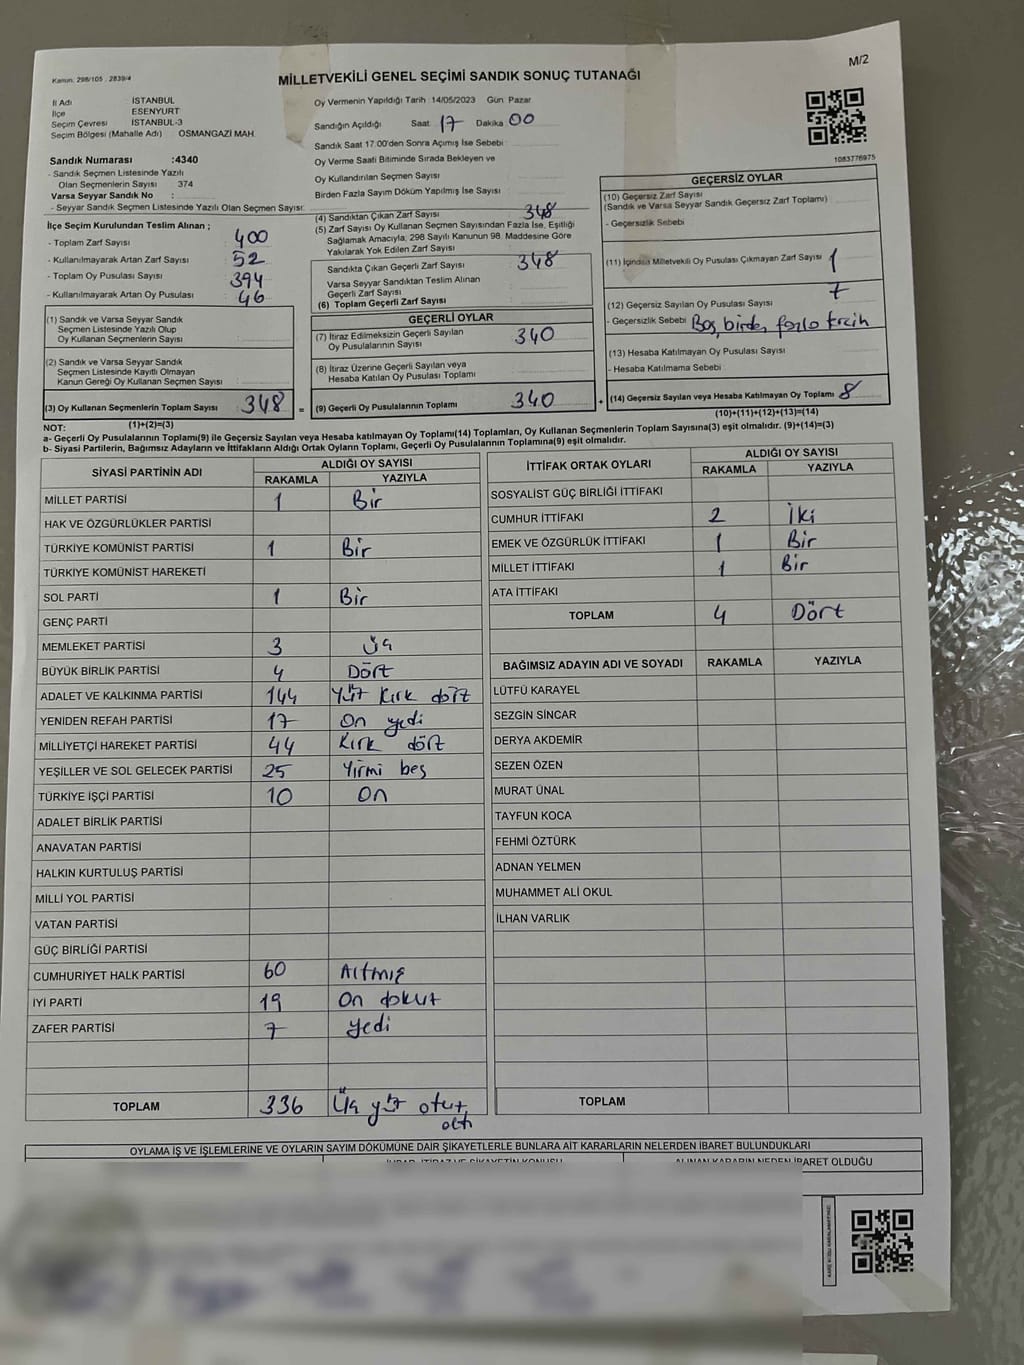 M/2
Kanun. 298/105 , 2839/4
MİLLETVEKİLİ GENEL SEÇİMİ SANDIK SONUÇ TUTANAĞI
İl Adı : İSTANBUL
İlçe : ESENYURT
Seçim Çevresi : İSTANBUL-3
Seçim Bölgesi (Mahalle Adı) : OSMANGAZİ MAH.
Sandık Numarası :4340
- Sandık Seçmen Listesinde Yazılı
Olan Seçmenlerin Sayısı : 374
Varsa Seyyar Sandık No :
- Seyyar Sandık Seçmen Listesinde Yazılı Olan Seçmen Sayısı:
Oy Vermenin Yapıldığı Tarih :14/05/2023 Gün :Pazar
Sandığın Açıldığı Saat 17 Dakika 00
Sandık Saat 17:00'den Sonra Açımış İse Sebebi :
Oy Verme Saati Bitiminde Sırada Bekleyen ve
Oy Kullandırılan Seçmen Sayısı
Birden Fazla Sayım Döküm Yapılmış İse Sayısı :
1083776975
İlçe Seçim Kurulundan Teslim Alınan ;
- Toplam Zarf Sayısı : 400
- Kullanılmayarak Artan Zarf Sayısı : 52
- Toplam Oy Pusulası Sayısı : 394
- Kullanılmayarak Artan Oy Pusulası : 46
(1) Sandık ve Varsa Seyyar Sandık
Seçmen Listesinde Yazılı Olup
Oy Kullanan Seçmenlerin Sayısı :
(2) Sandık ve Varsa Seyyar Sandık
Seçmen Listesinde Kayıtlı Olmayan
Kanun Gereği Oy Kullanan Seçmen Sayısı :
(3) Oy Kullanan Seçmenlerin Toplam Sayısı : 348
(1)+(2)=(3)
(4) Sandıktan Çıkan Zarf Sayısı : 348
(5) Zarf Sayısı Oy Kullanan Seçmen Sayısından Fazla İse, Eşitliği
Sağlamak Amacıyla, 298 Sayılı Kanunun 98. Maddesine Göre
Yakılarak Yok Edilen Zarf Sayısı
Sandıkta Çıkan Geçerli Zarf Sayısı : 348
Varsa Seyyar Sandıktan Teslim Alınan
Geçerli Zarf Sayısı :
(6) Toplam Geçerli Zarf Sayısı :
GEÇERLİ OYLAR
(7) İtiraz Edilmeksizin Geçerli Sayılan
Oy Pusulalarının Sayısı : 340
(8) İtiraz Üzerine Geçerli Sayılan veya
Hesaba Katılan Oy Pusulası Toplamı :
= (9) Geçerli Oy Pusulalarının Toplamı : 340
GEÇERSİZ OYLAR
(10) Geçersiz Zarf Sayısı
(Sandık ve Varsa Seyyar Sandık Geçersiz Zarf Toplamı)
- Geçersizlik Sebebi
(11) İçinden Milletvekili Oy Pusulası Çıkmayan Zarf Sayısı 1
(12) Geçersiz Sayılan Oy Pusulası Sayısı : 7
- Geçersizlik Sebebi : Boş, birden fazla tercih
(13) Hesaba Katılmayan Oy Pusulası Sayısı :
- Hesaba Katılmama Sebebi :
+ (14) Geçersiz Sayılan veya Hesaba Katılmayan Oy Toplamı : 8
(10)+(11)+(12)+(13)=(14)
NOT:
a- Geçerli Oy Pusulalarının Toplamı(9) ile Geçersiz Sayılan veya Hesaba katılmayan Oy Toplamı(14) Toplamları, Oy Kullanan Seçmenlerin Toplam Sayısına(3) eşit olmalıdır. (9)+(14)=(3)
b- Siyasi Partilerin, Bağımsız Adayların ve İttifakların Aldığı Ortak Oyların Toplamı, Geçerli Oy Pusulalarının Toplamına(9) eşit olmalıdır.
SİYASİ PARTİNİN ADI ALDIĞI OY SAYISI
RAKAMLA YAZIYLA
MİLLET PARTİSİ 1 Bir
HAK VE ÖZGÜRLÜKLER PARTİSİ
TÜRKİYE KOMÜNİST PARTİSİ 1 Bir
TÜRKİYE KOMÜNİST HAREKETİ
SOL PARTİ 1 Bir
GENÇ PARTİ
MEMLEKET PARTİSİ 3 Üç
BÜYÜK BİRLİK PARTİSİ 4 Dört
ADALET VE KALKINMA PARTİSİ 144 Yüz Kırk dört
YENİDEN REFAH PARTİSİ 17 On yedi
MİLLİYETÇİ HAREKET PARTİSİ 44 Kırk dört
YEŞİLLER VE SOL GELECEK PARTİSİ 25 Yirmi beş
TÜRKİYE İŞÇİ PARTİSİ 10 On
ADALET BİRLİK PARTİSİ
ANAVATAN PARTİSİ
HALKIN KURTULUŞ PARTİSİ
MİLLİ YOL PARTİSİ
VATAN PARTİSİ
GÜÇ BİRLİĞİ PARTİSİ
CUMHURİYET HALK PARTİSİ 60 Altmış
İYİ PARTİ 19 On dokuz
ZAFER PARTİSİ 7 Yedi
TOPLAM 336 Üç yüz otuz
altı
İTTİFAK ORTAK OYLARI ALDIĞI OY SAYISI
RAKAMLA YAZIYLA
SOSYALİST GÜÇ BİRLİĞİ İTTİFAKI
CUMHUR İTTİFAKI 2 İki
EMEK VE ÖZGÜRLÜK İTTİFAKI 1 Bir
MİLLET İTTİFAKI 1 Bir
ATA İTTİFAKI
TOPLAM 4 Dört
BAĞIMSIZ ADAYIN ADI VE SOYADI RAKAMLA YAZIYLA
LÜTFÜ KARAYEL
SEZGİN SİNCAR
DERYA AKDEMİR
SEZEN ÖZEN
MURAT ÜNAL
TAYFUN KOCA
FEHMİ ÖZTÜRK
ADNAN YELMEN
MUHAMMET ALİ OKUL
İLHAN VARLIK
TOPLAM
OYLAMA İŞ VE İŞLEMLERİNE VE OYLARIN SAYIM DÖKÜMÜNE DAİR ŞİKAYETLERLE BUNLARA AİT KARARLARIN NELERDEN İBARET BULUNDUKLARI
İHBAR, İTİRAZ VE ŞİKAYETİN KONUSU ALINAN KARARIN NEDEN İBARET OLDUĞU